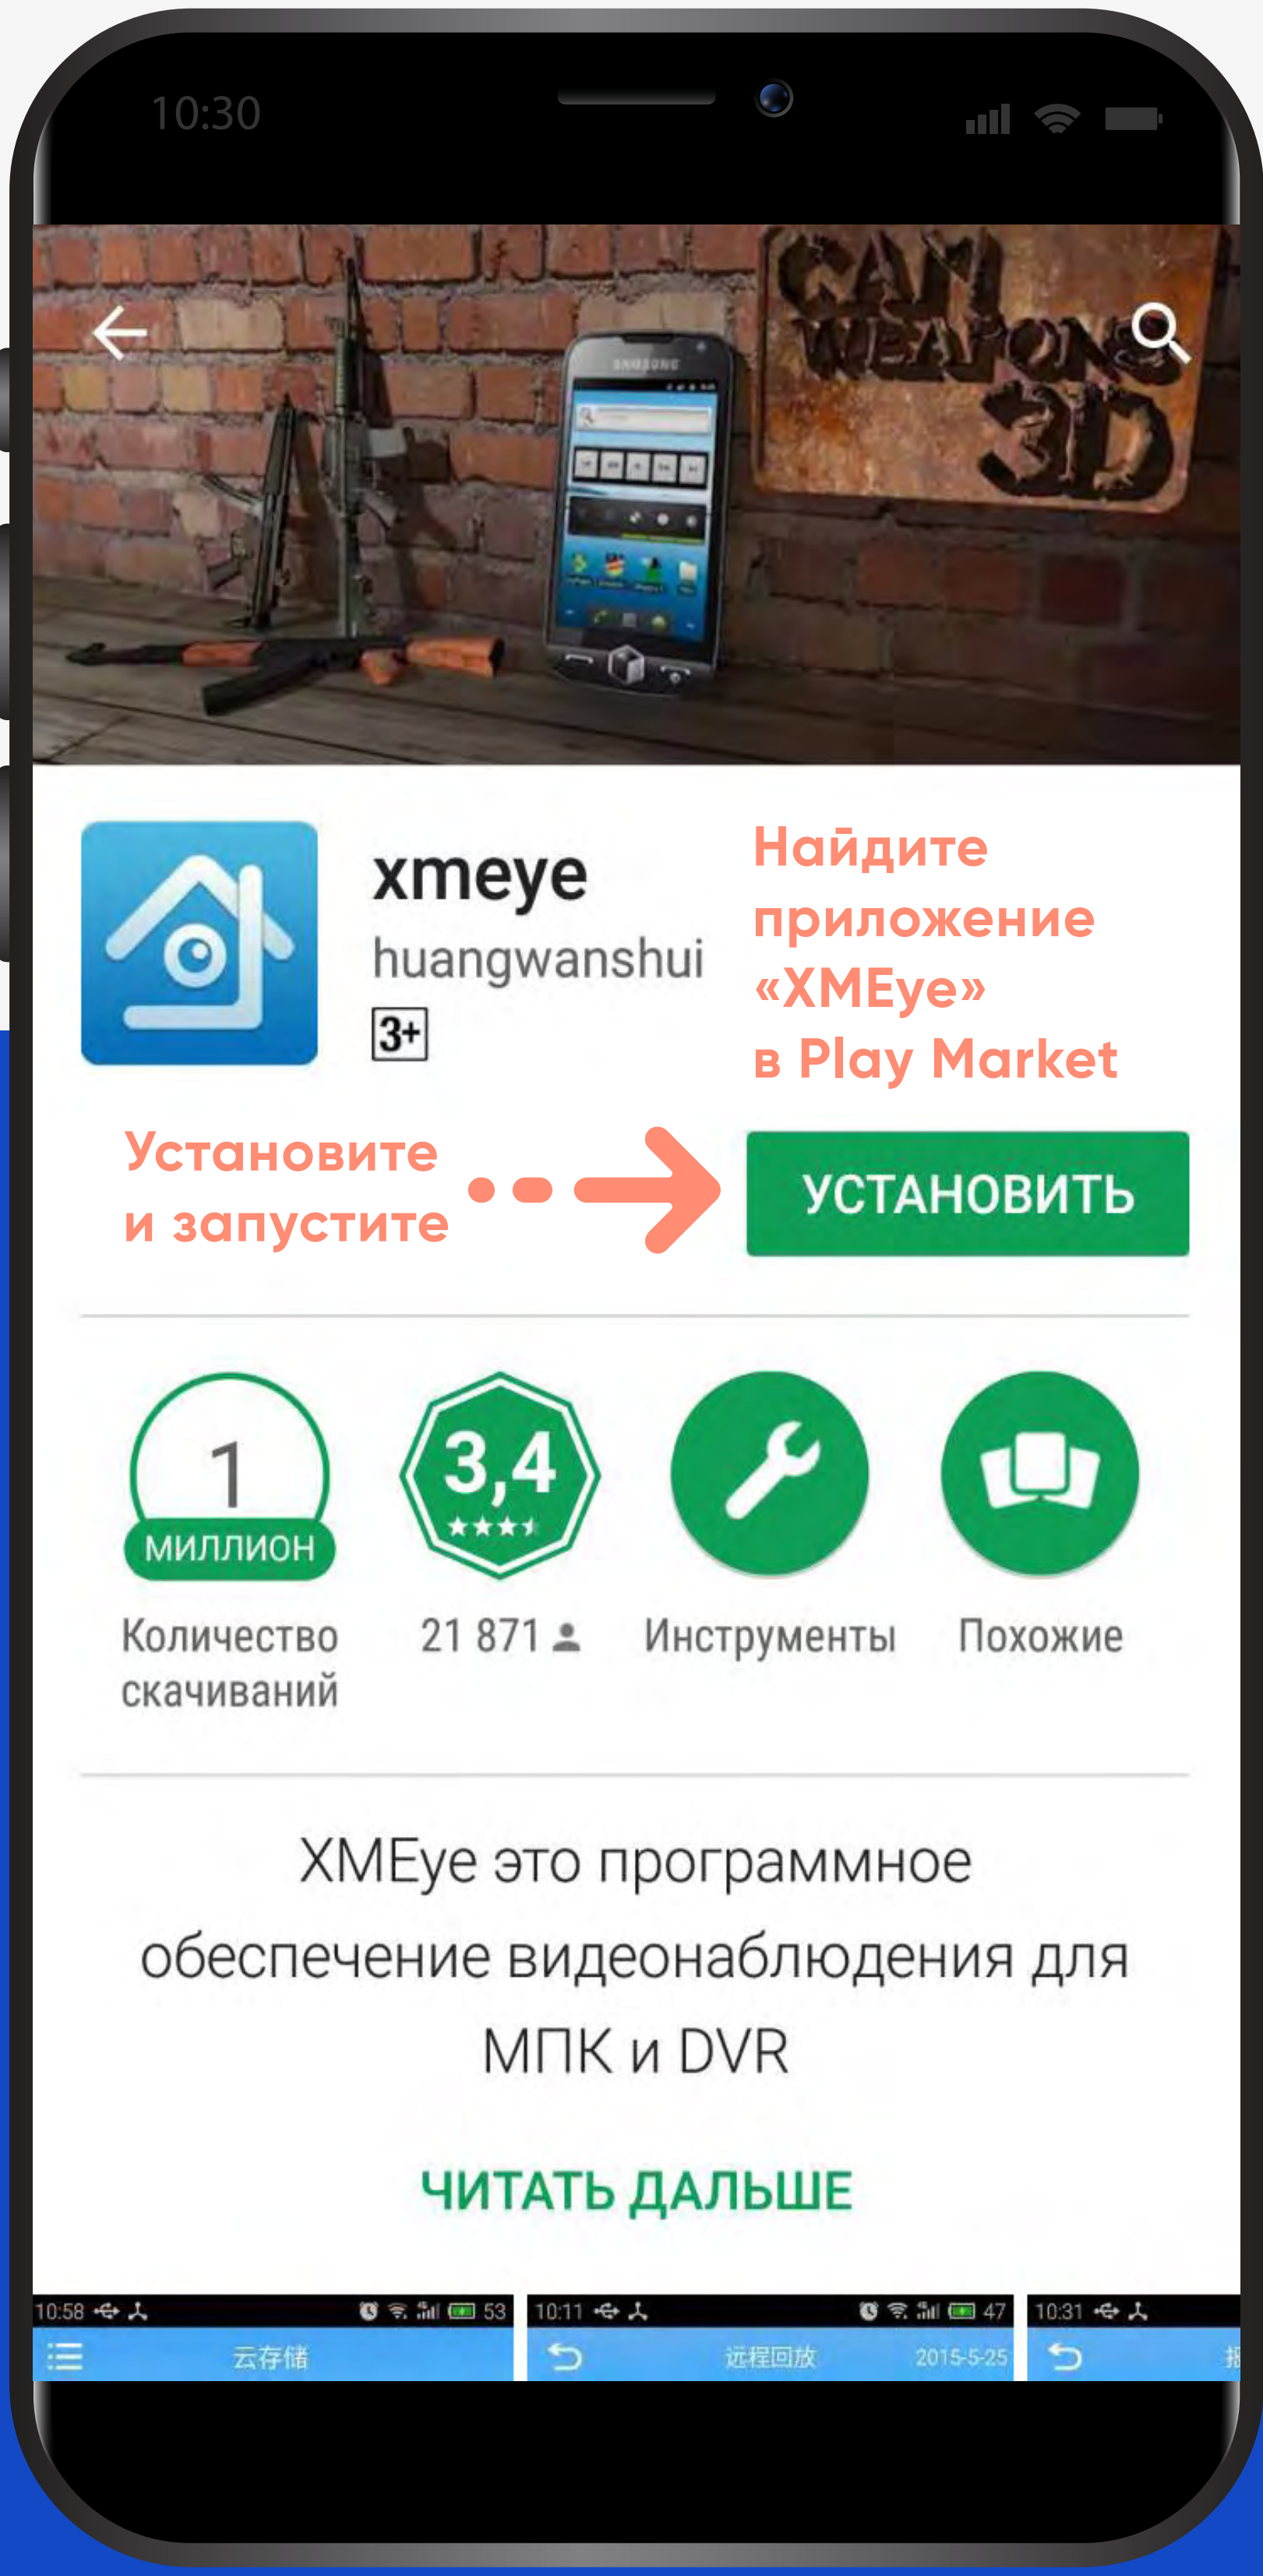 10:30
CAM
WEAPONS
3D
SAMSUNG
xmeye
huangwanshui
3+
Найдите
приложение
«XMEye»
в Play Market
Установите
и запустите
УСТАНОВИТЬ
1
МИЛЛИОН
3,4
Количество
скачиваний
21 871
Инструменты
Похожие
XMEye это программное
обеспечение видеонаблюдения для
МПК и DVR
ЧИТАТЬ ДАЛЬШЕ
10:58 53
云存储
10:11 47
远程回放 2015-5-25
10:31